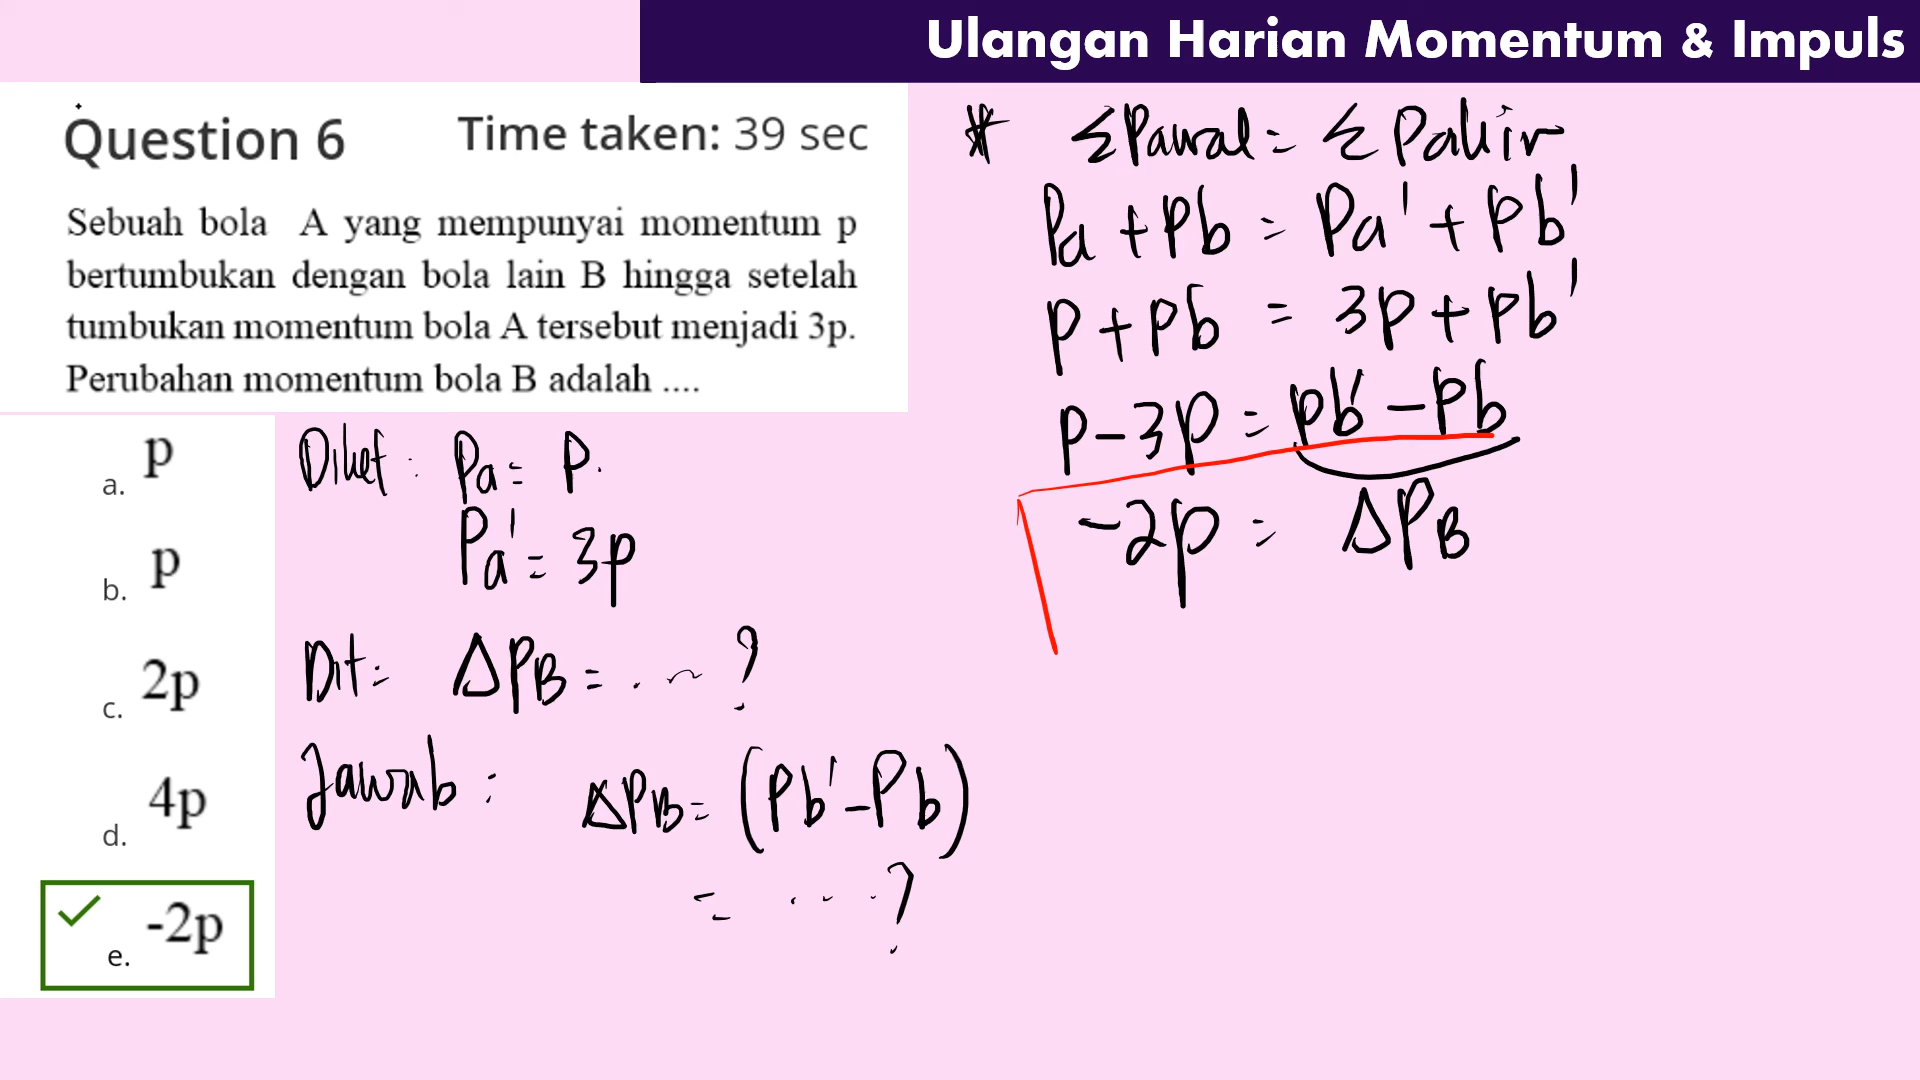 Ulangan Harian Momentum & Impuls
Question 6
Time taken: 39 sec
Sebuah bola A yang mempunyai momentum p
bertumbukan dengan bola lain B hingga setelah
tumbukan momentum bola A tersebut menjadi 3p.
Perubahan momentum bola B adalah ....
a. p
b. p
c. 2p
d. 4p
e. -2p
Diket : Pa = P.
Pa' = 3p
Dit = ΔPB = ... ?
Jawab : ΔPB = (Pb' - Pb)
= ... ?
* ΣPawal = ΣPakir
Pa + Pb = Pa' + Pb'
p + pb = 3p + pb'
p - 3p = pb' - pb
-2p = ΔPB